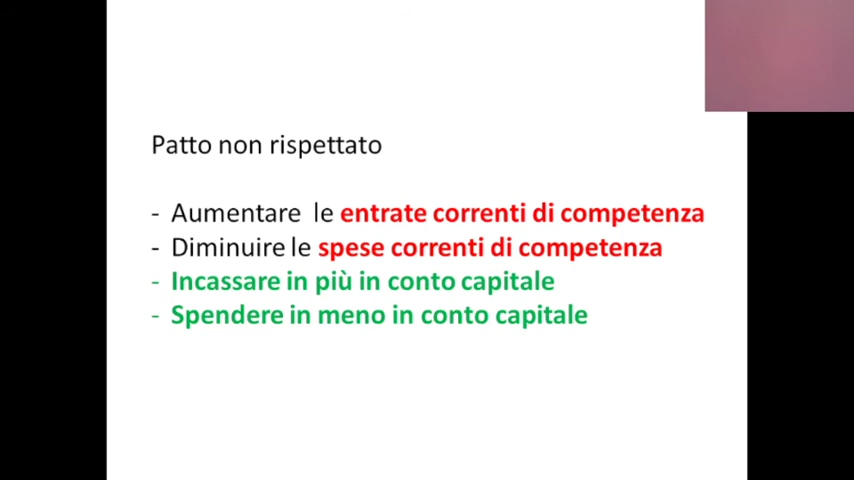 Patto non rispettato
- Aumentare le entrate correnti di competenza
- Diminuire le spese correnti di competenza
- Incassare in più in conto capitale
- Spendere in meno in conto capitale